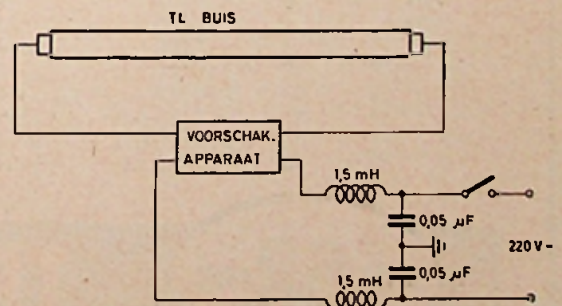 TL BUIS
VOORSCHAK.
APPARAAT
1,5 mH
0,05 µF
220 V~
1,5 mH
0,05 µF